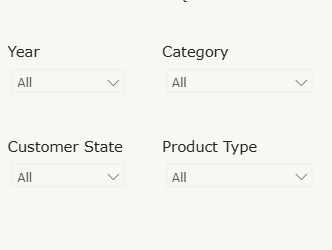 Year
Category
All
All
Customer State
Product Type
All
All